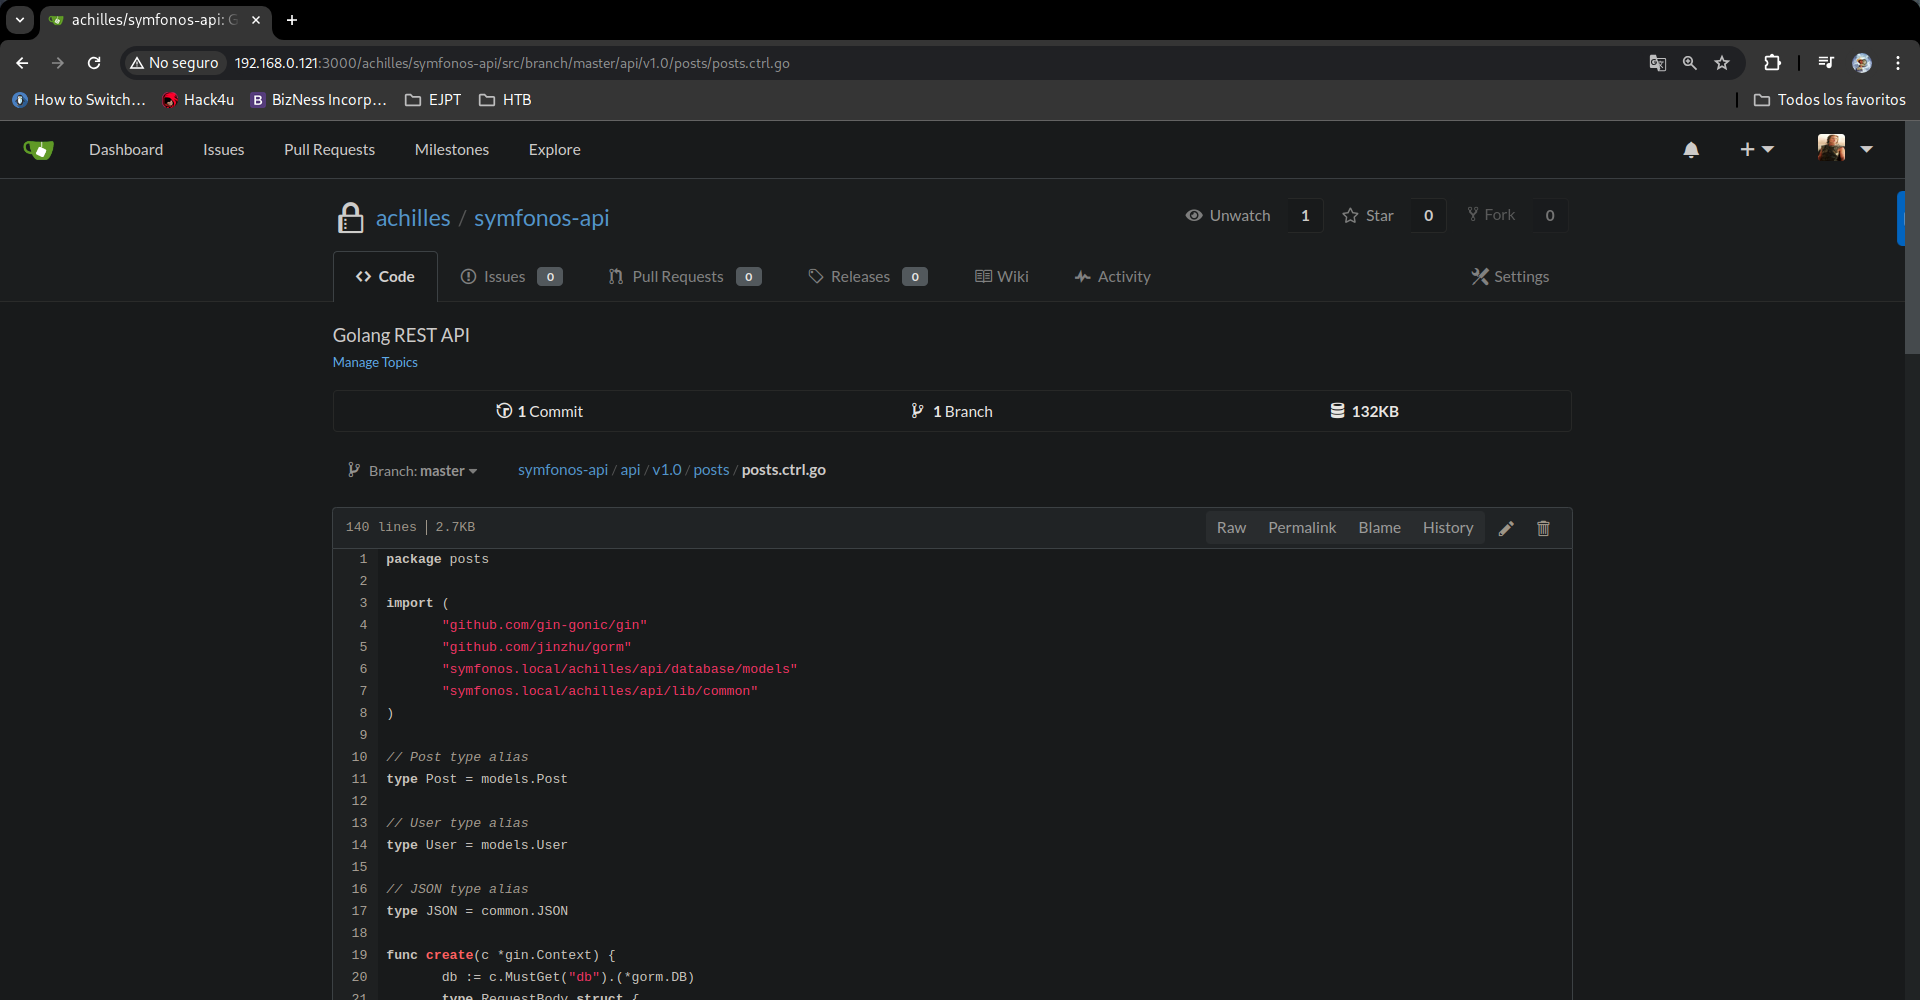 achilles/symfonos-api: G
No seguro 192.168.0.121:3000/achilles/symfonos-api/src/branch/master/api/v1.0/posts/posts.ctrl.go
How to Switch… Hack4u BizNess Incorp… EJPT HTB Todos los favoritos
Dashboard Issues Pull Requests Milestones Explore
achilles / symfonos-api Unwatch 1 Star 0 Fork 0
Code Issues 0 Pull Requests 0 Releases 0 Wiki Activity Settings
Golang REST API
Manage Topics
1 Commit 1 Branch 132KB
Branch: master symfonos-api / api / v1.0 / posts / posts.ctrl.go
140 lines | 2.7KB Raw Permalink Blame History
1 package posts
2
3 import (
4 "github.com/gin-gonic/gin"
5 "github.com/jinzhu/gorm"
6 "symfonos.local/achilles/api/database/models"
7 "symfonos.local/achilles/api/lib/common"
8 )
9
10 // Post type alias
11 type Post = models.Post
12
13 // User type alias
14 type User = models.User
15
16 // JSON type alias
17 type JSON = common.JSON
18
19 func create(c *gin.Context) {
20 db := c.MustGet("db").(*gorm.DB)
21 type RequestBody struct {